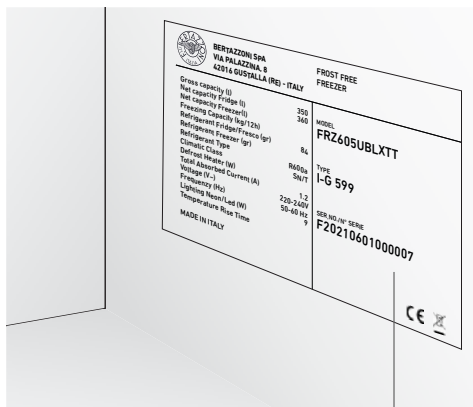 BERTAZZONI
BERTAZZONI SPA
VIA PALAZZINA, 8
42016 GUSTALLA (RE) - ITALY
FROST FREE
FREEZER
Gross capacity (l) 350
Net capacity Fridge (l) 360
Net capacity Freezer(l)
Freezing Capacity (kg/12h)
Refrigerant Fridge/Fresco (gr)
Refrigerant Freezer (gr) 84
Refrigerant Type R600a
Climatic Class SN/T
Defrost Heater (W)
Total Absorbed Current (A) 1.2
Voltage (V~) 220-240V
Frequency (Hz) 50-60 Hz
Lighting Neon/Led (W) 9
Temperature Rise Time
MADE IN ITALY
MODEL
FRZ605UBLXTT
TYPE
I-G 599
SER.NO./N° SERIE
F20210601000007
CE